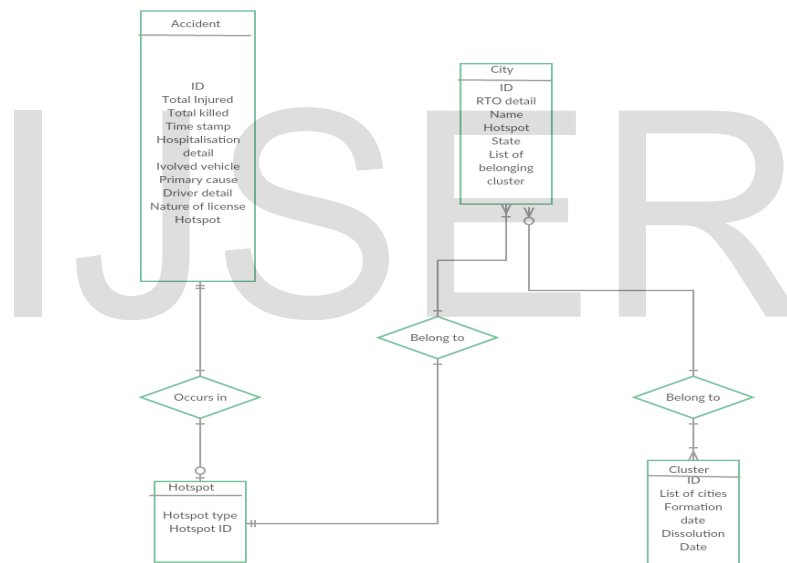 Accident
ID
Total Injured
Total killed
Time stamp
Hospitalisation
detail
Ivolved vehicle
Primary cause
Driver detail
Nature of license
Hotspot
City
ID
RTO detail
Name
Hotspot
State
List of
belonging
cluster
IJSER
Belong to
Occurs in
Belong to
Hotspot
Hotspot type
Hotspot ID
Cluster
ID
List of cities
Formation
date
Dissolution
Date